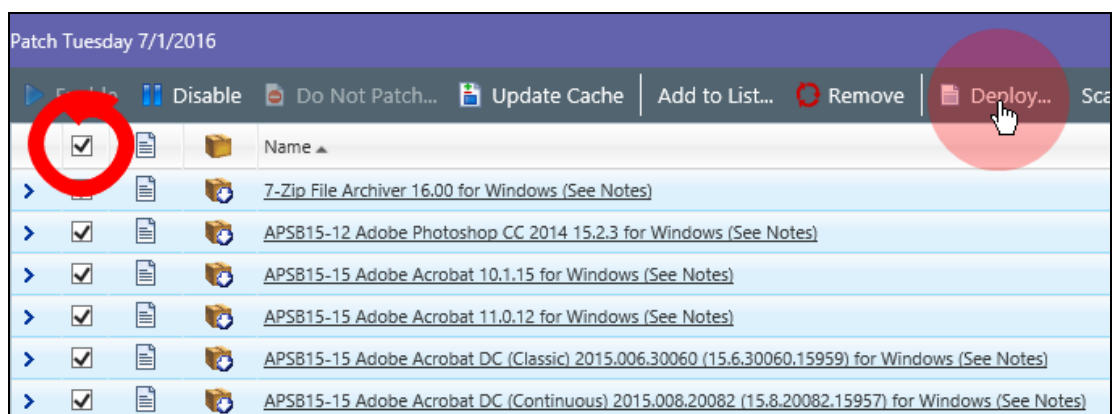 Patch Tuesday 7/1/2016
Disable Do Not Patch... Update Cache Add to List... Remove Deploy... Sca
Name
7-Zip File Archiver 16.00 for Windows (See Notes)
APSB15-12 Adobe Photoshop CC 2014 15.2.3 for Windows (See Notes)
APSB15-15 Adobe Acrobat 10.1.15 for Windows (See Notes)
APSB15-15 Adobe Acrobat 11.0.12 for Windows (See Notes)
APSB15-15 Adobe Acrobat DC (Classic) 2015.006.30060 (15.6.30060.15959) for Windows (See Notes)
APSB15-15 Adobe Acrobat DC (Continuous) 2015.008.20082 (15.8.20082.15957) for Windows (See Notes)